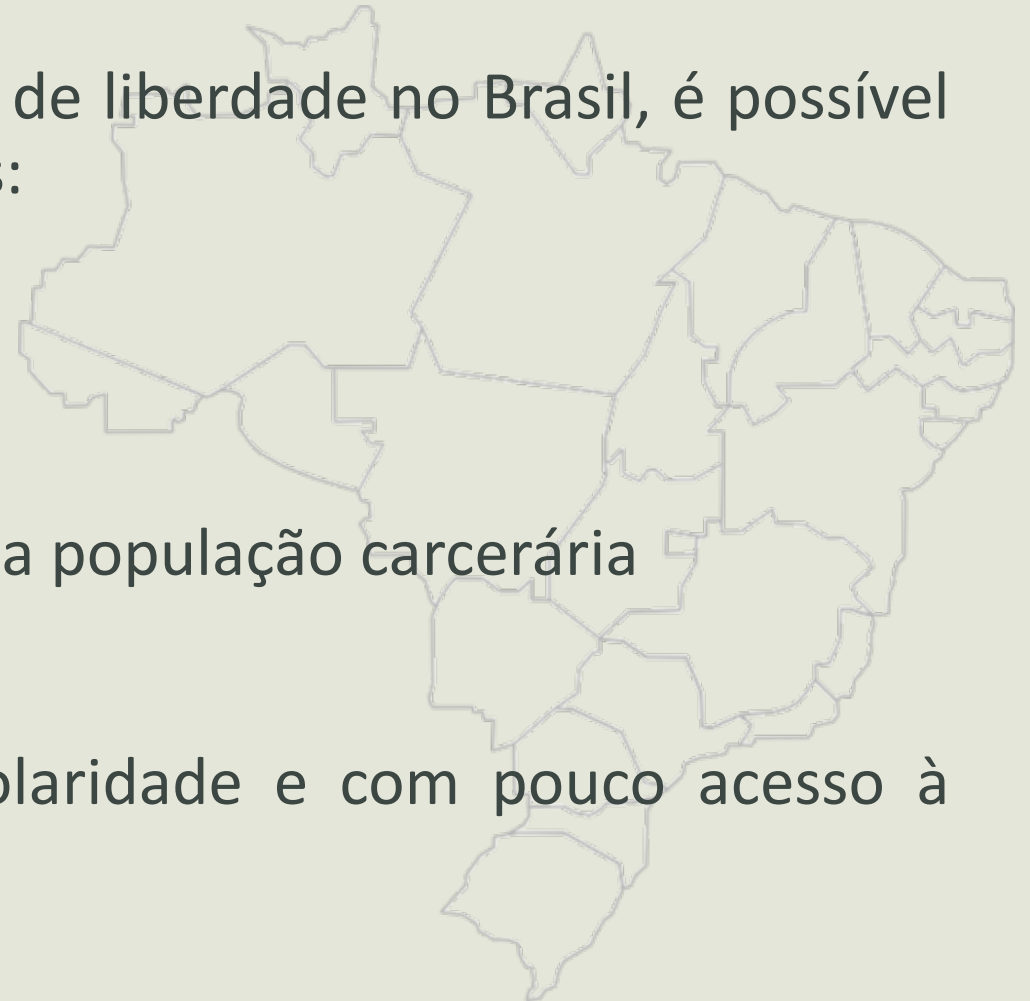 de liberdade no Brasil, é possível
s:
a população carcerária
olaridade e com pouco acesso à